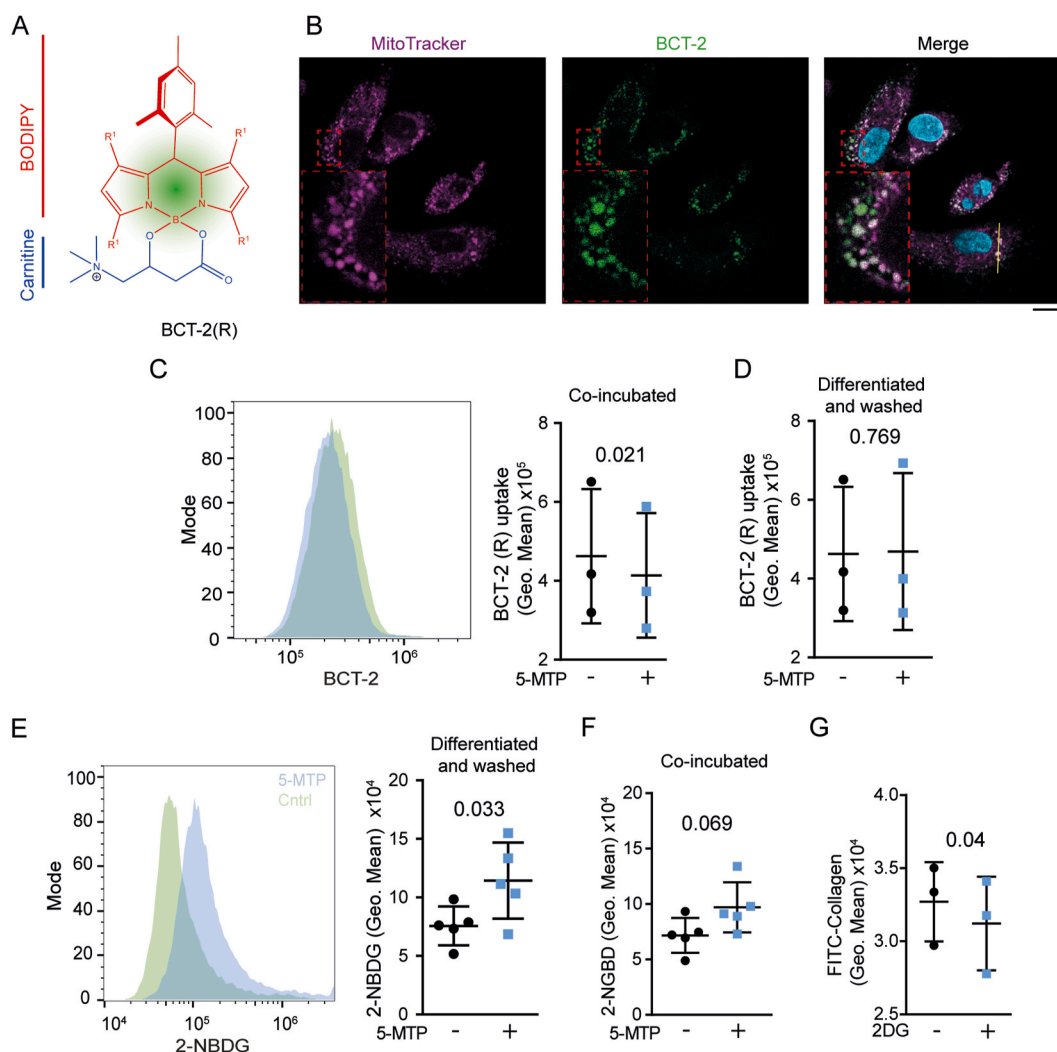 A
BODIPY
Carnitine
R¹
R¹
R¹
R¹
N
N
B
O
O
N
⊕
O
BCT-2(R)
B
MitoTracker
BCT-2
Merge
C
100
80
60
40
20
0
Mode
10⁵
10⁶
BCT-2
Co-incubated
0.021
8
6
4
2
BCT-2 (R) uptake
(Geo. Mean) x10⁵
5-MTP
-
+
D
Differentiated
and washed
0.769
8
6
4
2
BCT-2 (R) uptake
(Geo. Mean) x10⁵
5-MTP
-
+
E
5-MTP
Cntrl
100
80
60
40
20
0
Mode
10⁴
10⁵
10⁶
2-NBDG
Differentiated
and washed
0.033
20
15
10
5
0
2-NBDG (Geo. Mean) x10⁴
5-MTP
-
+
F
Co-incubated
0.069
20
15
10
5
0
2-NGBD (Geo. Mean) x10⁴
5-MTP
-
+
G
0.04
4.0
3.5
3.0
2.5
FITC-Collagen
(Geo. Mean) x10⁴
2DG
-
+